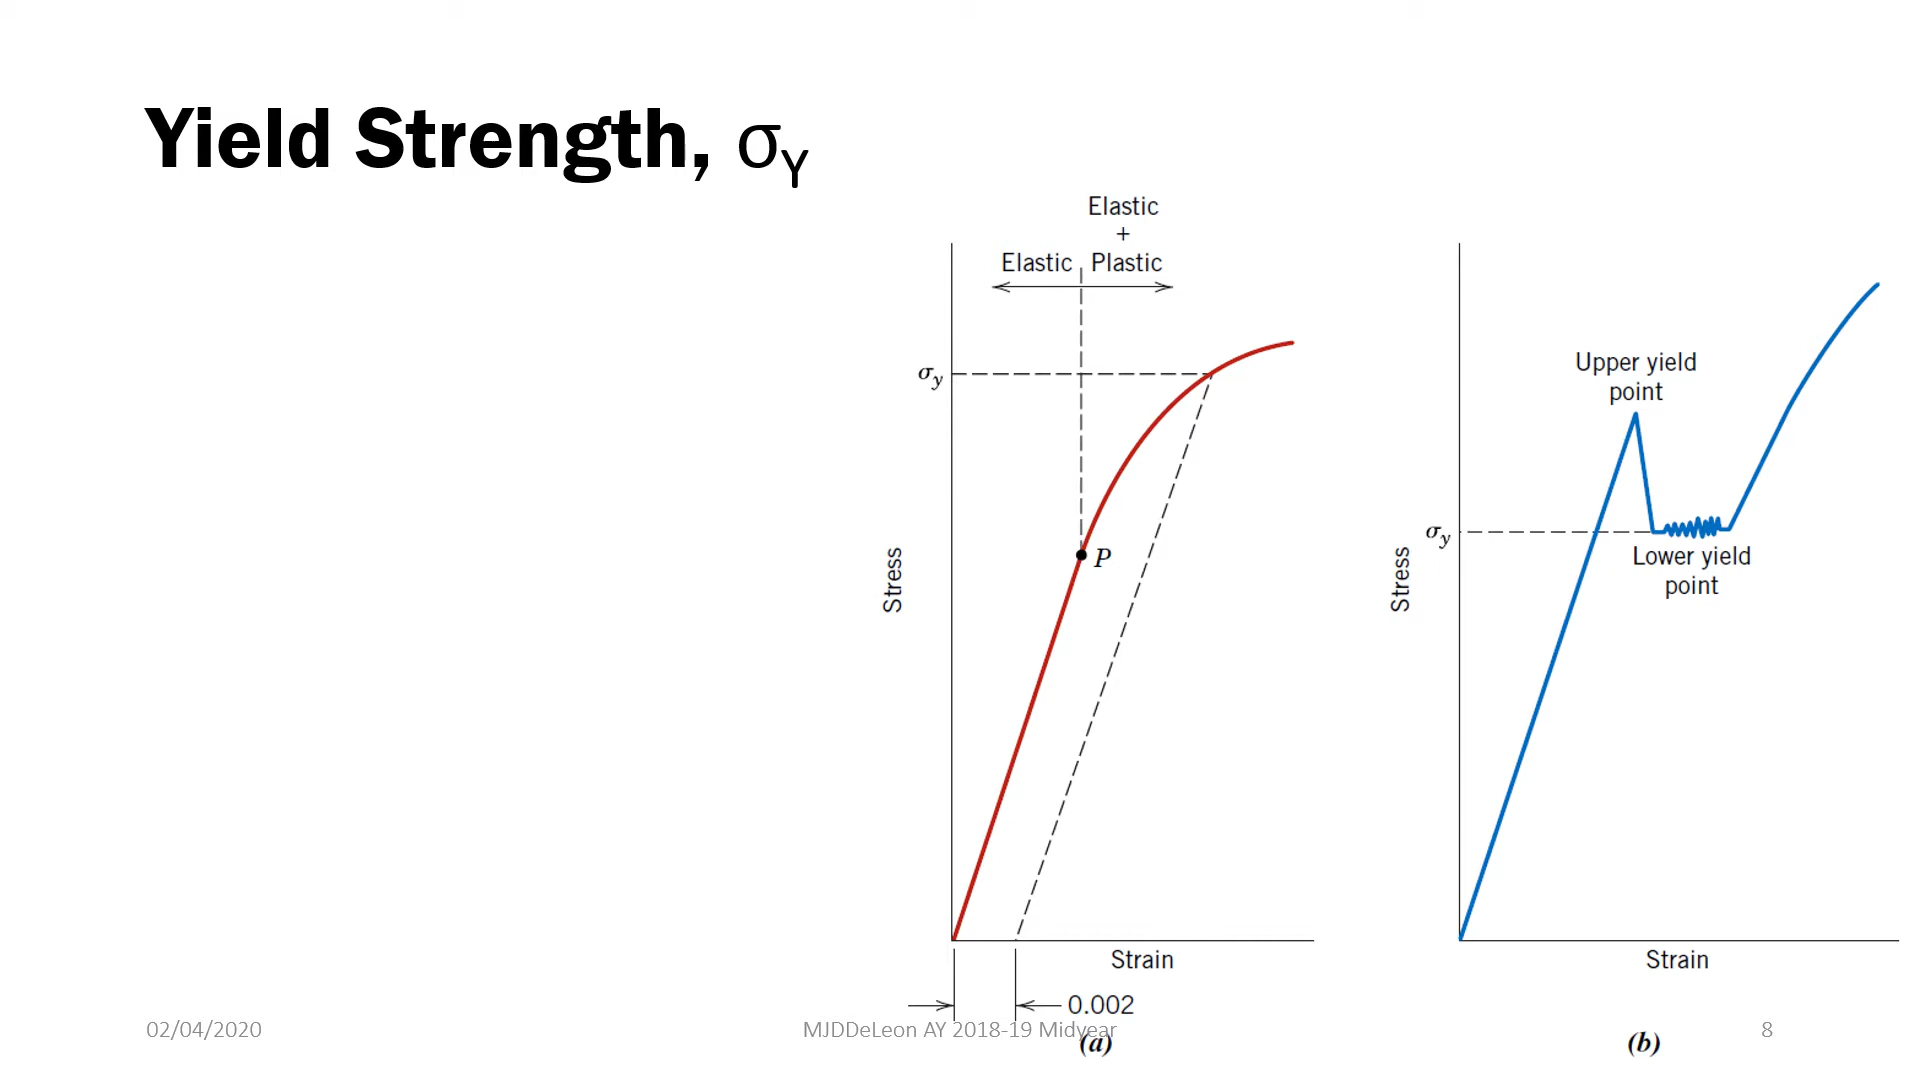 Yield Strength, σY
Elastic
+
Elastic Plastic
σy
P
Stress
Strain
0.002
(a)
Upper yield
point
σy
Lower yield
point
Stress
Strain
(b)
02/04/2020
MJDDeLeon AY 2018-19 Midyear
8